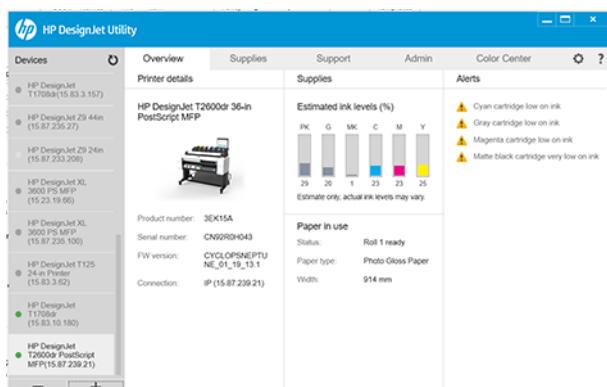 hp HP DesignJet Utility
Devices
HP DesignJet
T1708dr(15.83.3.157)
HP DesignJet Z9 44in
(15.87.235.27)
HP DesignJet Z9 24in
(15.87.233.208)
HP DesignJet XL
3600 PS MFP
(15.23.19.66)
HP DesignJet XL
3600 PS MFP
(15.87.235.100)
HP DesignJet T125
24-in Printer
(15.83.3.62)
HP DesignJet
T1708dr
(15.83.10.180)
HP DesignJet
T2600dr PostScript
MFP(15.87.239.21)
Overview Supplies Support Admin Color Center ?
Printer details
HP DesignJet T2600dr 36-in
PostScript MFP
Product number: 3EK15A
Serial number: CN92R0H043
FW version: CYCLOPSNEPTU
NE_01_19_13.1
Connection: IP (15.87.239.21)
Supplies
Estimated ink levels (%)
PK G MK C M Y
29 20 1 23 23 25
Estimate only, actual ink levels may vary.
Paper in use
Status: Roll 1 ready
Paper type: Photo Gloss Paper
Width: 914 mm
Alerts
Cyan cartridge low on ink
Gray cartridge low on ink
Magenta cartridge low on ink
Matte black cartridge very low on ink